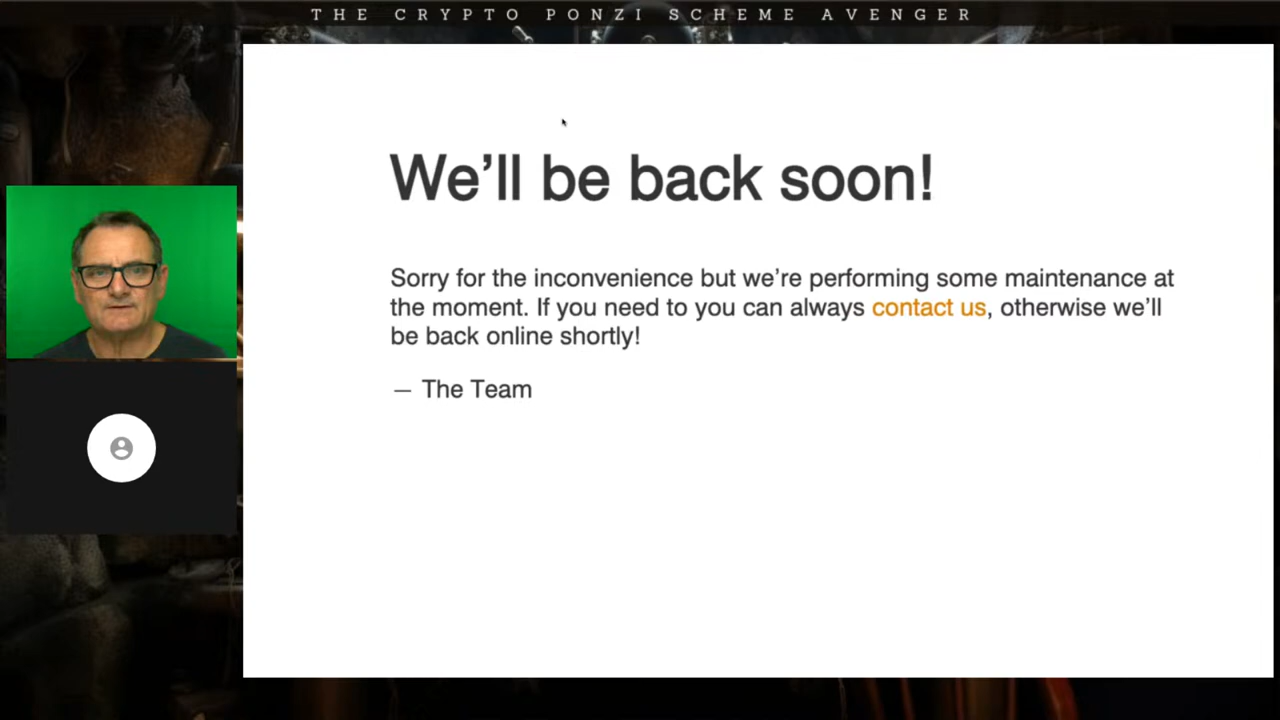 THE CRYPTO PONZI SCHEME AVENGER
We’ll be back soon!
Sorry for the inconvenience but we’re performing some maintenance at
the moment. If you need to you can always contact us, otherwise we’ll
be back online shortly!
— The Team